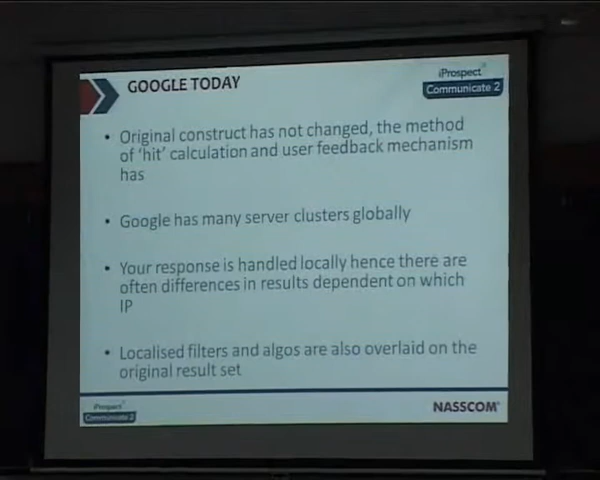 GOOGLE TODAY
iProspect
Communicate 2
• Original construct has not changed, the method
of 'hit' calculation and user feedback mechanism
has
• Google has many server clusters globally
• Your response is handled locally hence there are
often differences in results dependent on which
IP
• Localised filters and algos are also overlaid on the
original result set
iProspect
Communicate 2
NASSCOM®